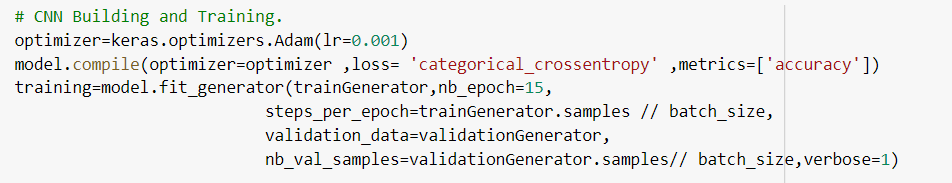 # CNN Building and Training.
optimizer=keras.optimizers.Adam(lr=0.001)
model.compile(optimizer=optimizer ,loss= 'categorical_crossentropy' ,metrics=['accuracy'])
training=model.fit_generator(trainGenerator,nb_epoch=15,
steps_per_epoch=trainGenerator.samples // batch_size,
validation_data=validationGenerator,
nb_val_samples=validationGenerator.samples// batch_size,verbose=1)